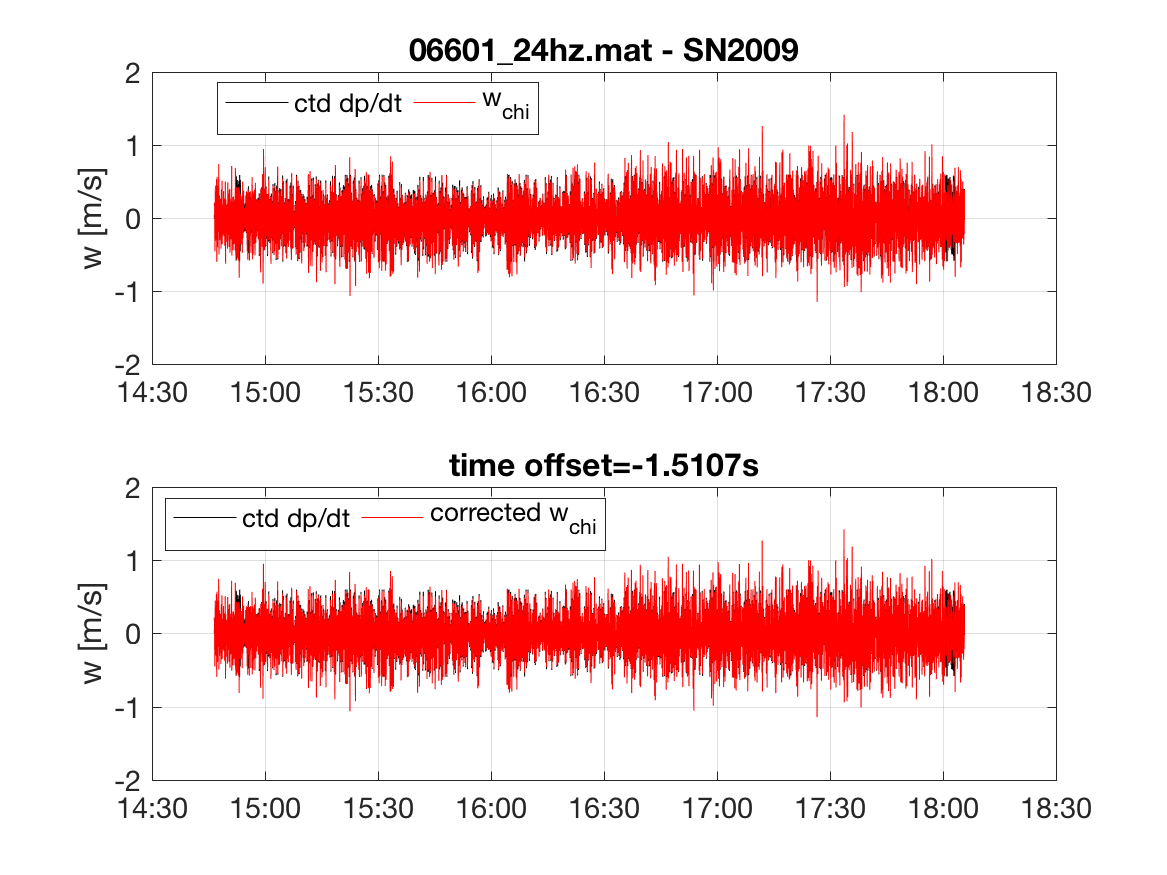 06601_24hz.mat - SN2009
2
ctd dp/dt w_chi
1
w [m/s]
0
-1
-2
14:30 15:00 15:30 16:00 16:30 17:00 17:30 18:00 18:30
time offset=-1.5107s
2
ctd dp/dt corrected w_chi
1
w [m/s]
0
-1
-2
14:30 15:00 15:30 16:00 16:30 17:00 17:30 18:00 18:30